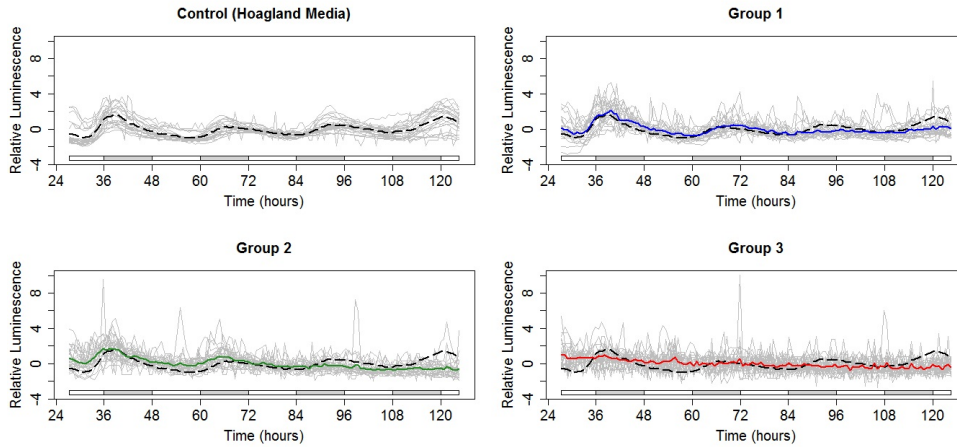 Control (Hoagland Media)
Relative Luminescence
8
4
0
-4
24 36 48 60 72 84 96 108 120
Time (hours)
Group 1
Relative Luminescence
8
4
0
-4
24 36 48 60 72 84 96 108 120
Time (hours)
Group 2
Relative Luminescence
8
4
0
-4
24 36 48 60 72 84 96 108 120
Time (hours)
Group 3
Relative Luminescence
8
4
0
-4
24 36 48 60 72 84 96 108 120
Time (hours)